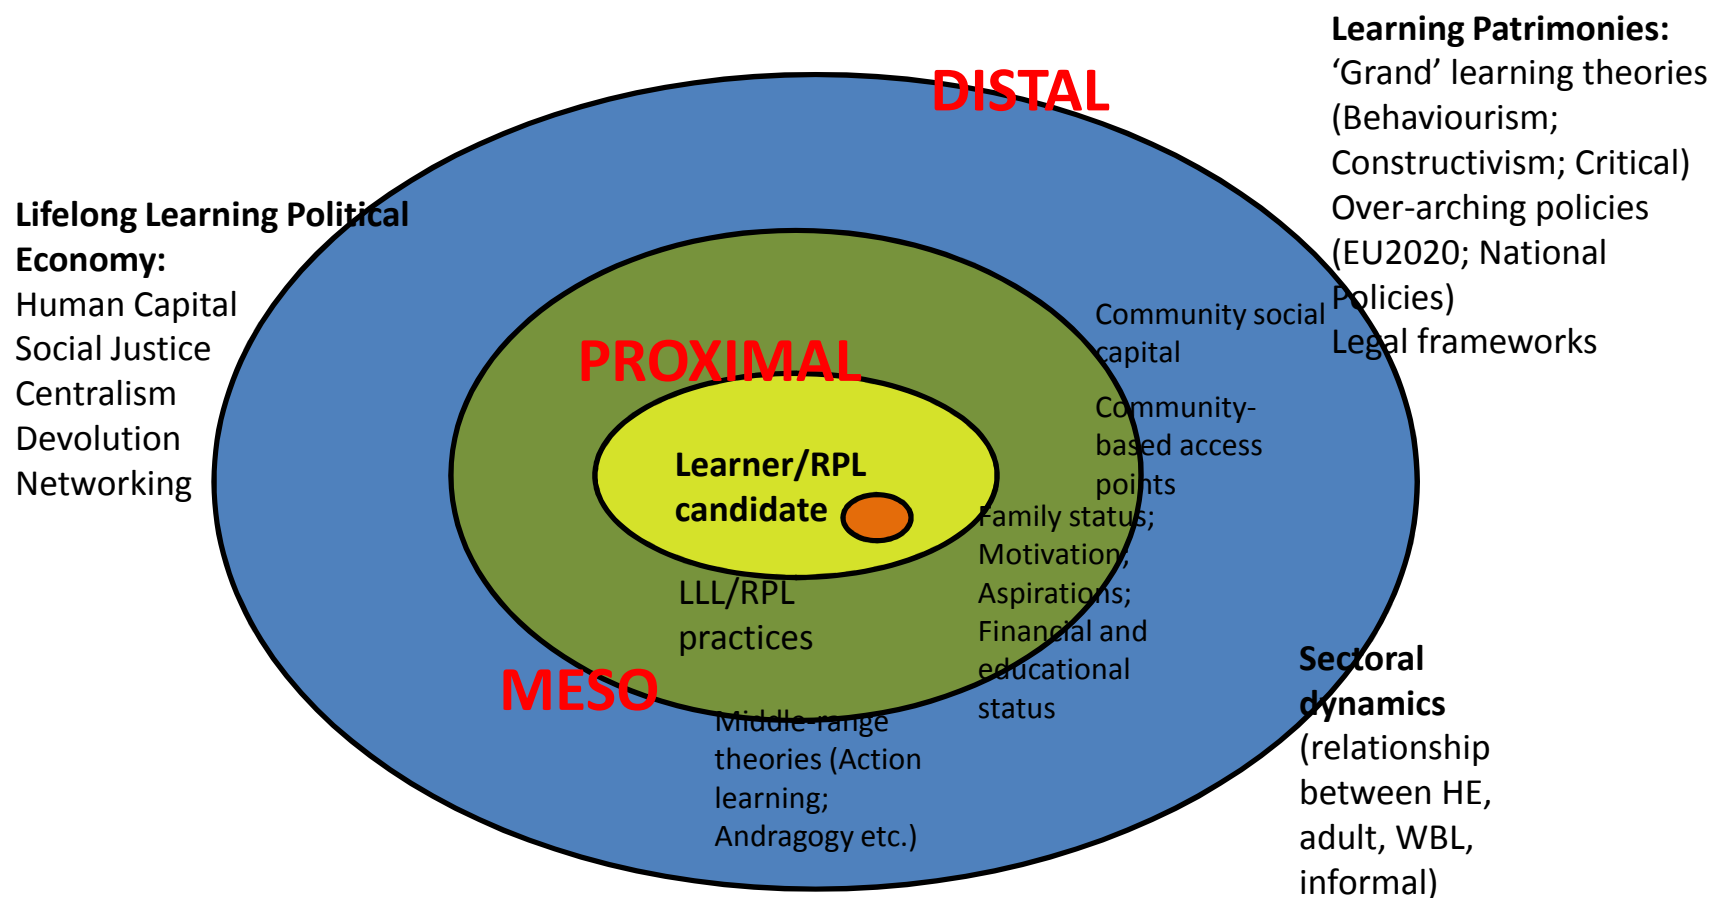 Learning Patrimonies:
‘Grand’ learning theories
(Behaviourism;
Constructivism; Critical)
Over-arching policies
(EU2020; National
Policies)
Legal frameworks
DISTAL
Lifelong Learning Political
Economy:
Human Capital
Social Justice
Centralism
Devolution
Networking
Community social
capital
PROXIMAL
Community-
based access
points
Learner/RPL
candidate
Family status;
Motivation;
Aspirations;
Financial and
educational
status
LLL/RPL
practices
MESO
Middle-range
theories (Action
learning;
Andragogy etc.)
Sectoral
dynamics
(relationship
between HE,
adult, WBL,
informal)